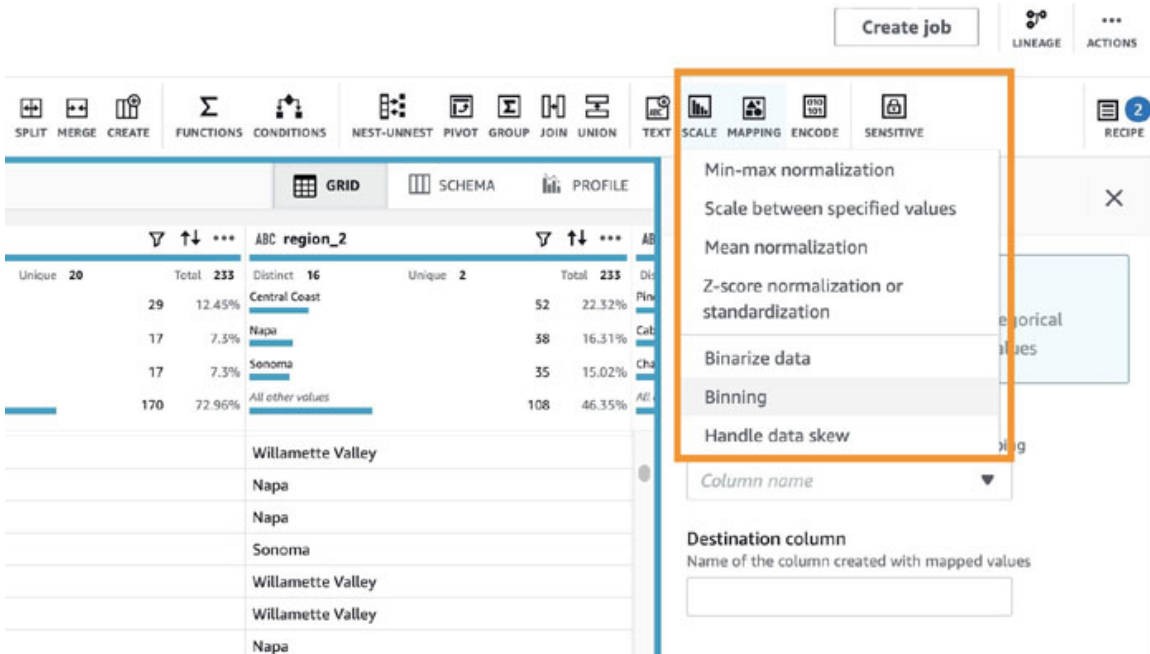 Create job
LINEAGE
ACTIONS
SPLIT MERGE CREATE FUNCTIONS CONDITIONS NEST-UNNEST PIVOT GROUP JOIN UNION TEXT SCALE MAPPING ENCODE SENSITIVE
2
RECIPE
GRID SCHEMA PROFILE
Min-max normalization
Scale between specified values
Mean normalization
Z-score normalization or
standardization
Binarize data
Binning
Handle data skew
ABC region_2
Unique 20 Total 233 Distinct 16 Unique 2 Total 233
29 12.45% Central Coast 52 22.32%
17 7.3% Napa 38 16.31%
17 7.3% Sonoma 35 15.02%
170 72.96% All other values 108 46.35%
Willamette Valley
Napa
Napa
Sonoma
Willamette Valley
Willamette Valley
Napa
Column name
Destination column
Name of the column created with mapped values